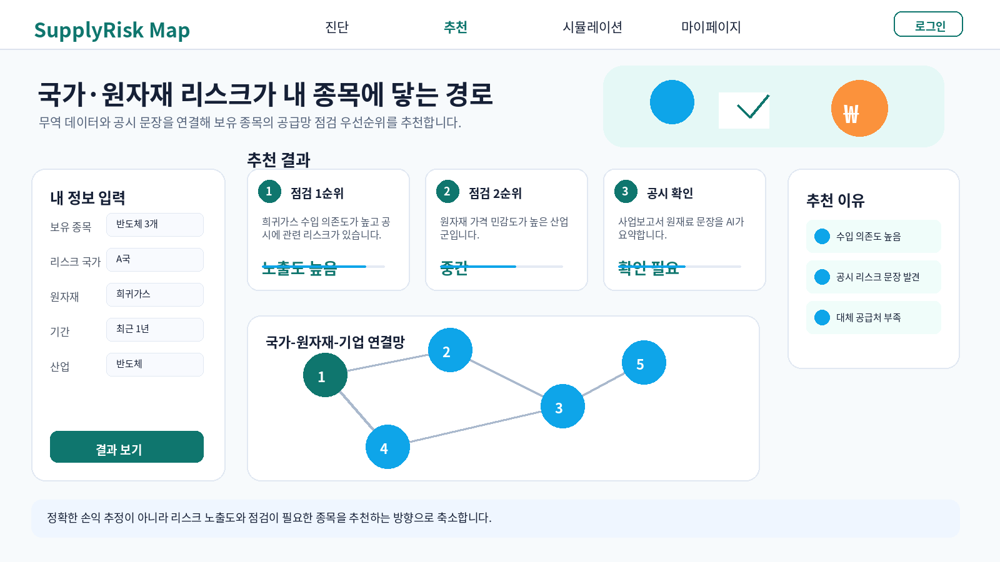 SupplyRisk Map
진단
추천
시뮬레이션
마이페이지
로그인
국가·원자재 리스크가 내 종목에 닿는 경로
무역 데이터와 공시 문장을 연결해 보유 종목의 공급망 점검 우선순위를 추천합니다.
₩
추천 결과
내 정보 입력
보유 종목
반도체 3개
리스크 국가
A국
원자재
희귀가스
기간
최근 1년
산업
반도체
결과 보기
1
점검 1순위
희귀가스 수입 의존도가 높고 공
시에 관련 리스크가 있습니다.
노출도 높음
2
점검 2순위
원자재 가격 민감도가 높은 산업
군입니다.
중간
3
공시 확인
사업보고서 원재료 문장을 AI가
요약합니다.
확인 필요
추천 이유
수입 의존도 높음
공시 리스크 문장 발견
대체 공급처 부족
국가-원자재-기업 연결망
1
2
3
4
5
정확한 손익 추정이 아니라 리스크 노출도와 점검이 필요한 종목을 추천하는 방향으로 축소합니다.